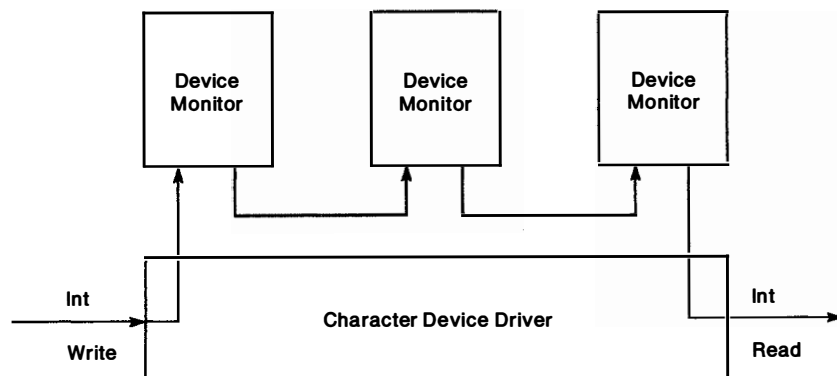 Device
Monitor
Device
Monitor
Device
Monitor
Int
Write
Character Device Driver
Int
Read